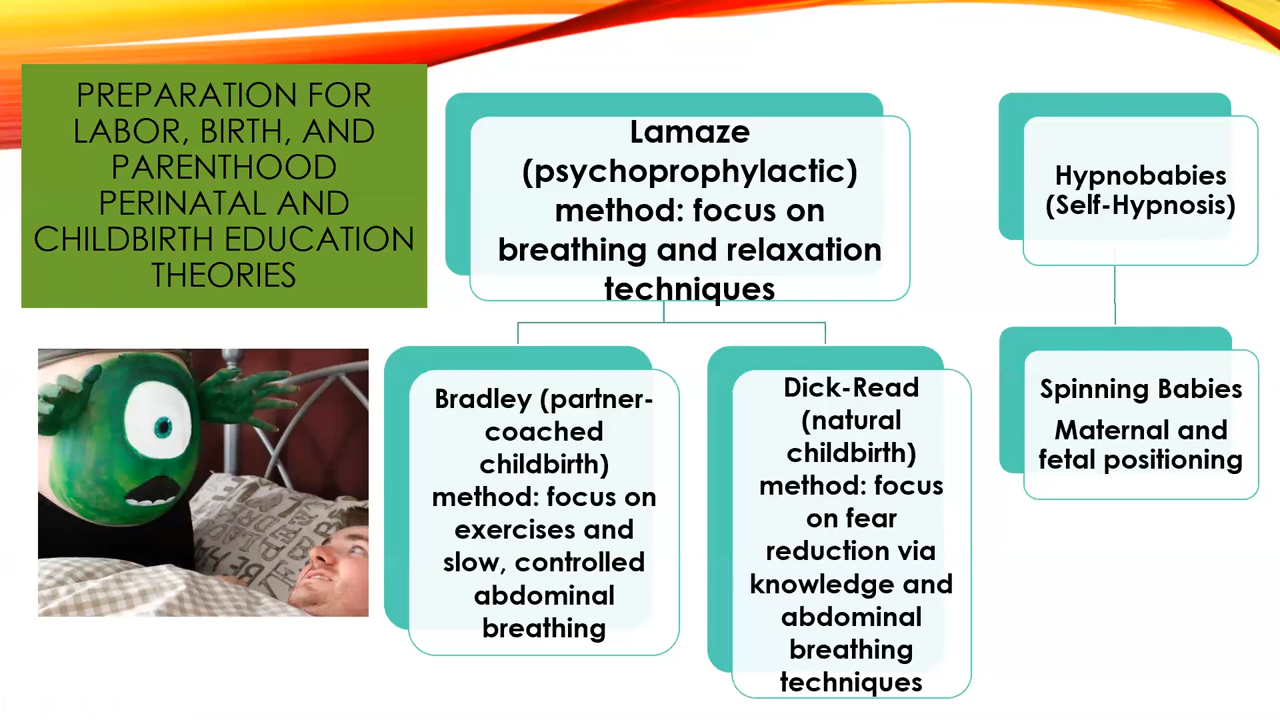 PREPARATION FOR
LABOR, BIRTH, AND
PARENTHOOD
PERINATAL AND
CHILDBIRTH EDUCATION
THEORIES
Lamaze
(psychoprophylactic)
method: focus on
breathing and relaxation
techniques
Bradley (partner-
coached
childbirth)
method: focus on
exercises and
slow, controlled
abdominal
breathing
Dick-Read
(natural
childbirth)
method: focus
on fear
reduction via
knowledge and
abdominal
breathing
techniques
Hypnobabies
(Self-Hypnosis)
Spinning Babies
Maternal and
fetal positioning